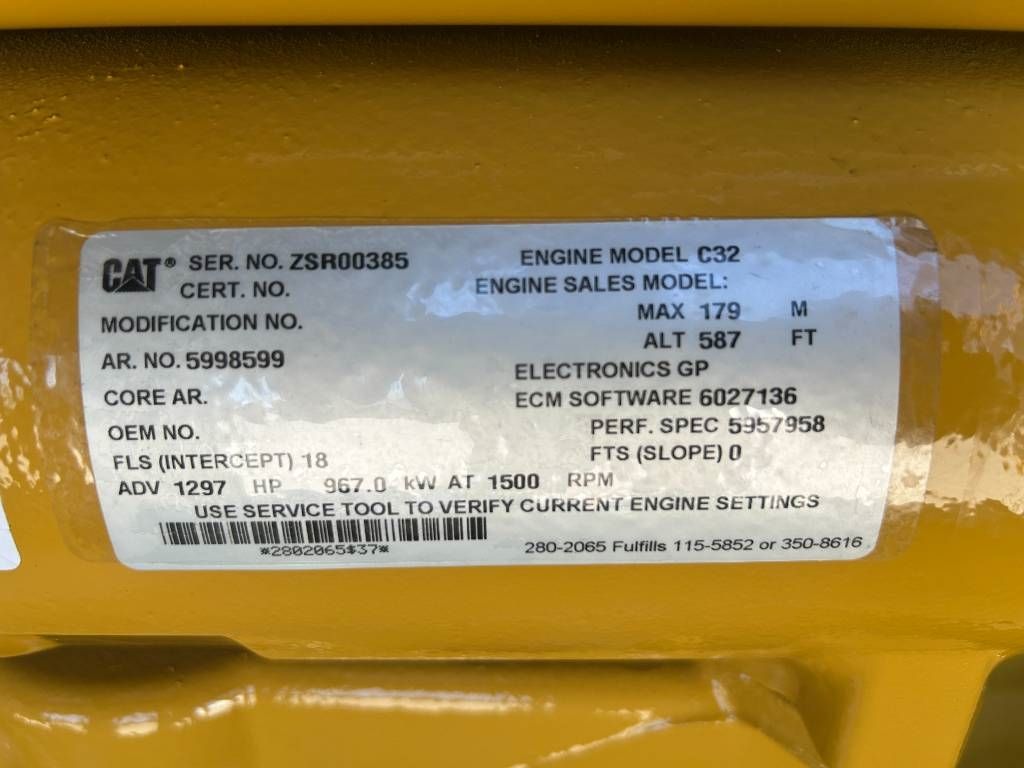 CAT® SER. NO. ZSR00385 ENGINE MODEL C32
CERT. NO. ENGINE SALES MODEL:
MODIFICATION NO. MAX 179 M
ALT 587 FT
AR. NO. 5998599 ELECTRONICS GP
CORE AR. ECM SOFTWARE 6027136
OEM NO. PERF. SPEC 5957958
FLS (INTERCEPT) 18 FTS (SLOPE) 0
ADV 1297 HP 967.0 kW AT 1500 RPM
USE SERVICE TOOL TO VERIFY CURRENT ENGINE SETTINGS
*2802065$37* 280-2065 Fulfills 115-5852 or 350-8616